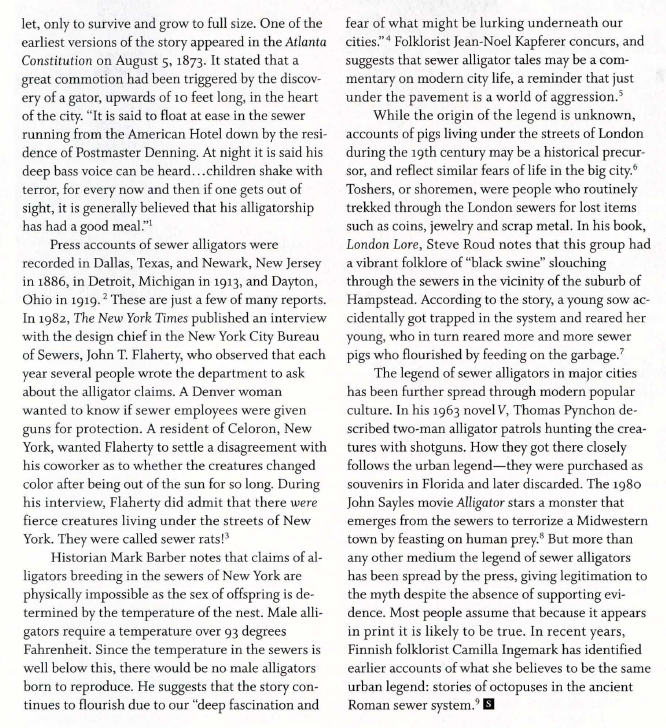 let, only to survive and grow to full size. One of the
earliest versions of the story appeared in the Atlanta
Constitution on August 5, 1873. It stated that a
great commotion had been triggered by the discov-
ery of a gator, upwards of 10 feet long, in the heart
of the city. “It is said to float at ease in the sewer
running from the American Hotel down by the resi-
dence of Postmaster Denning. At night it is said his
deep bass voice can be heard...children shake with
terror, for every now and then if one gets out of
sight, it is generally believed that his alligatorship
has had a good meal.”1
Press accounts of sewer alligators were
recorded in Dallas, Texas, and Newark, New Jersey
in 1886, in Detroit, Michigan in 1913, and Dayton,
Ohio in 1919. 2 These are just a few of many reports.
In 1982, The New York Times published an interview
with the design chief in the New York City Bureau
of Sewers, John T. Flaherty, who observed that each
year several people wrote the department to ask
about the alligator claims. A Denver woman
wanted to know if sewer employees were given
guns for protection. A resident of Celoron, New
York, wanted Flaherty to settle a disagreement with
his coworker as to whether the creatures changed
color after being out of the sun for so long. During
his interview, Flaherty did admit that there were
fierce creatures living under the streets of New
York. They were called sewer rats!3
Historian Mark Barber notes that claims of al-
ligators breeding in the sewers of New York are
physically impossible as the sex of offspring is de-
termined by the temperature of the nest. Male alli-
gators require a temperature over 93 degrees
Fahrenheit. Since the temperature in the sewers is
well below this, there would be no male alligators
born to reproduce. He suggests that the story con-
tinues to flourish due to our “deep fascination and
fear of what might be lurking underneath our
cities.” 4 Folklorist Jean-Noel Kapferer concurs, and
suggests that sewer alligator tales may be a com-
mentary on modern city life, a reminder that just
under the pavement is a world of aggression.5
While the origin of the legend is unknown,
accounts of pigs living under the streets of London
during the 19th century may be a historical precur-
sor, and reflect similar fears of life in the big city.6
Toshers, or shoremen, were people who routinely
trekked through the London sewers for lost items
such as coins, jewelry and scrap metal. In his book,
London Lore, Steve Roud notes that this group had
a vibrant folklore of “black swine” slouching
through the sewers in the vicinity of the suburb of
Hampstead. According to the story, a young sow ac-
cidentally got trapped in the system and reared her
young, who in turn reared more and more sewer
pigs who flourished by feeding on the garbage.7
The legend of sewer alligators in major cities
has been further spread through modern popular
culture. In his 1963 novel V, Thomas Pynchon de-
scribed two-man alligator patrols hunting the crea-
tures with shotguns. How they got there closely
follows the urban legend—they were purchased as
souvenirs in Florida and later discarded. The 1980
John Sayles movie Alligator stars a monster that
emerges from the sewers to terrorize a Midwestern
town by feasting on human prey.8 But more than
any other medium the legend of sewer alligators
has been spread by the press, giving legitimation to
the myth despite the absence of supporting evi-
dence. Most people assume that because it appears
in print it is likely to be true. In recent years,
Finnish folklorist Camilla Ingemark has identified
earlier accounts of what she believes to be the same
urban legend: stories of octopuses in the ancient
Roman sewer system.9 S